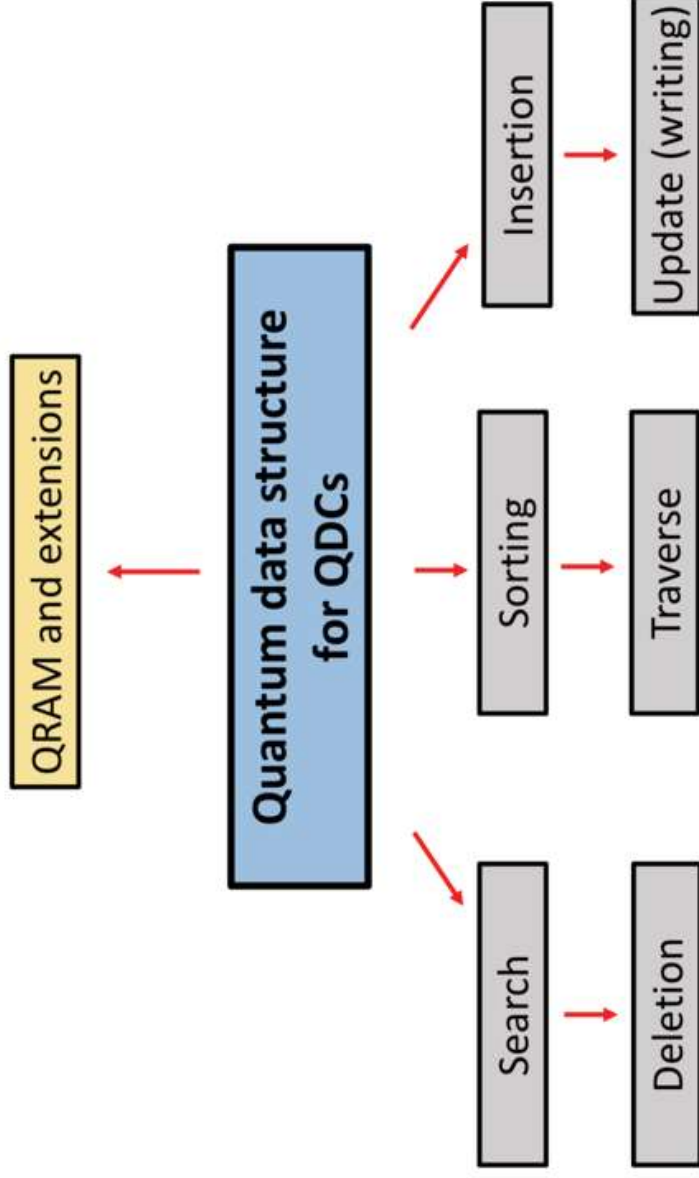 QRAM and extensions
Quantum data structure
for QDCs
Search
Sorting
Insertion
Deletion
Traverse
Update (writing)